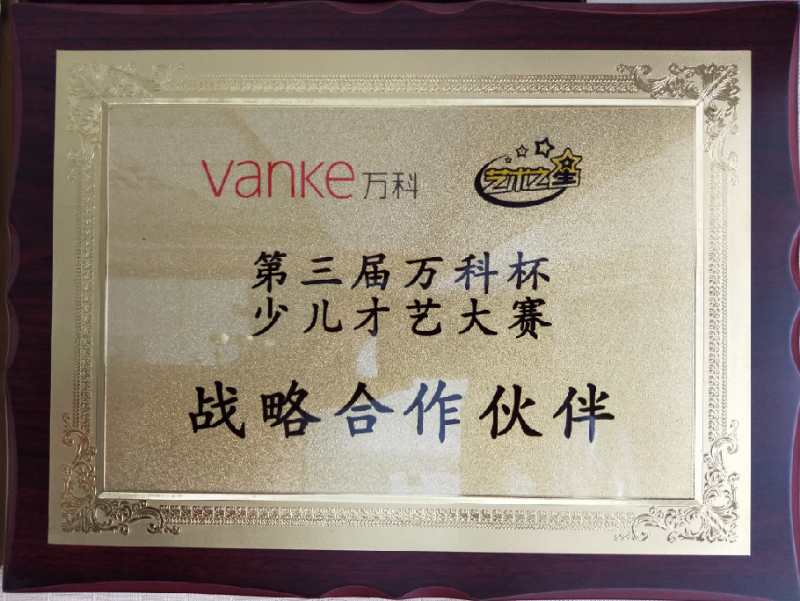 vanke万科 艺术之星
第三届万科杯
少儿才艺大赛
战略合作伙伴